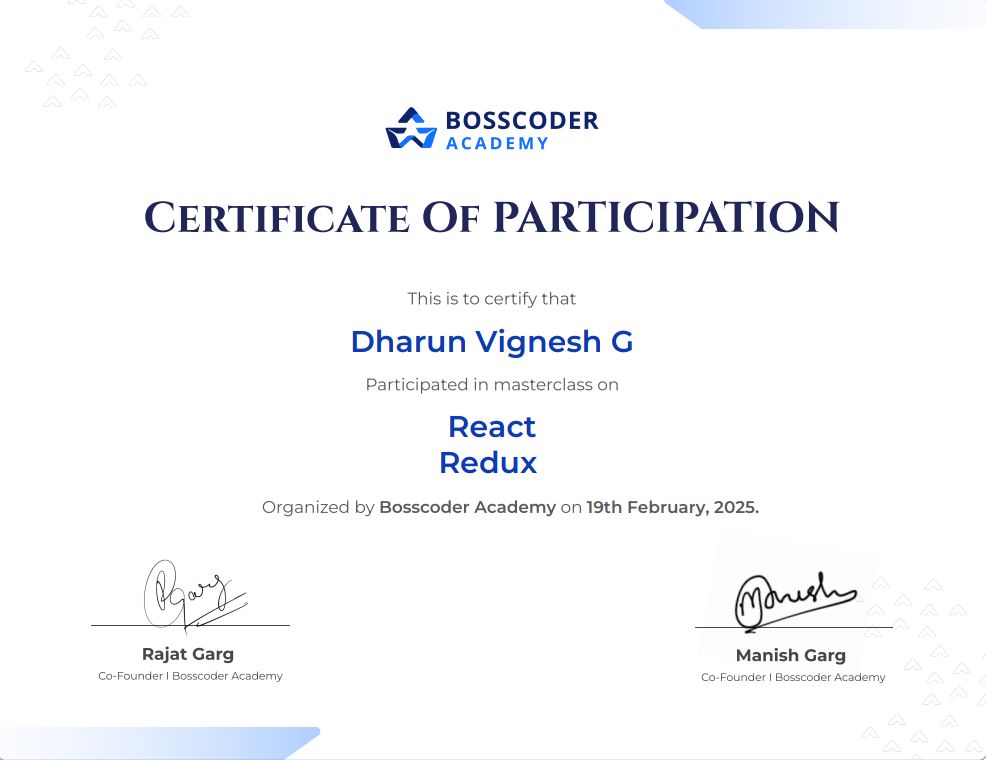 BOSSCODER
ACADEMY
Certificate Of PARTICIPATION
This is to certify that
Dharun Vignesh G
Participated in masterclass on
React
Redux
Organized by Bosscoder Academy on 19th February, 2025.
RGarg
Manish
Rajat Garg
Manish Garg
Co-Founder I Bosscoder Academy
Co-Founder I Bosscoder Academy